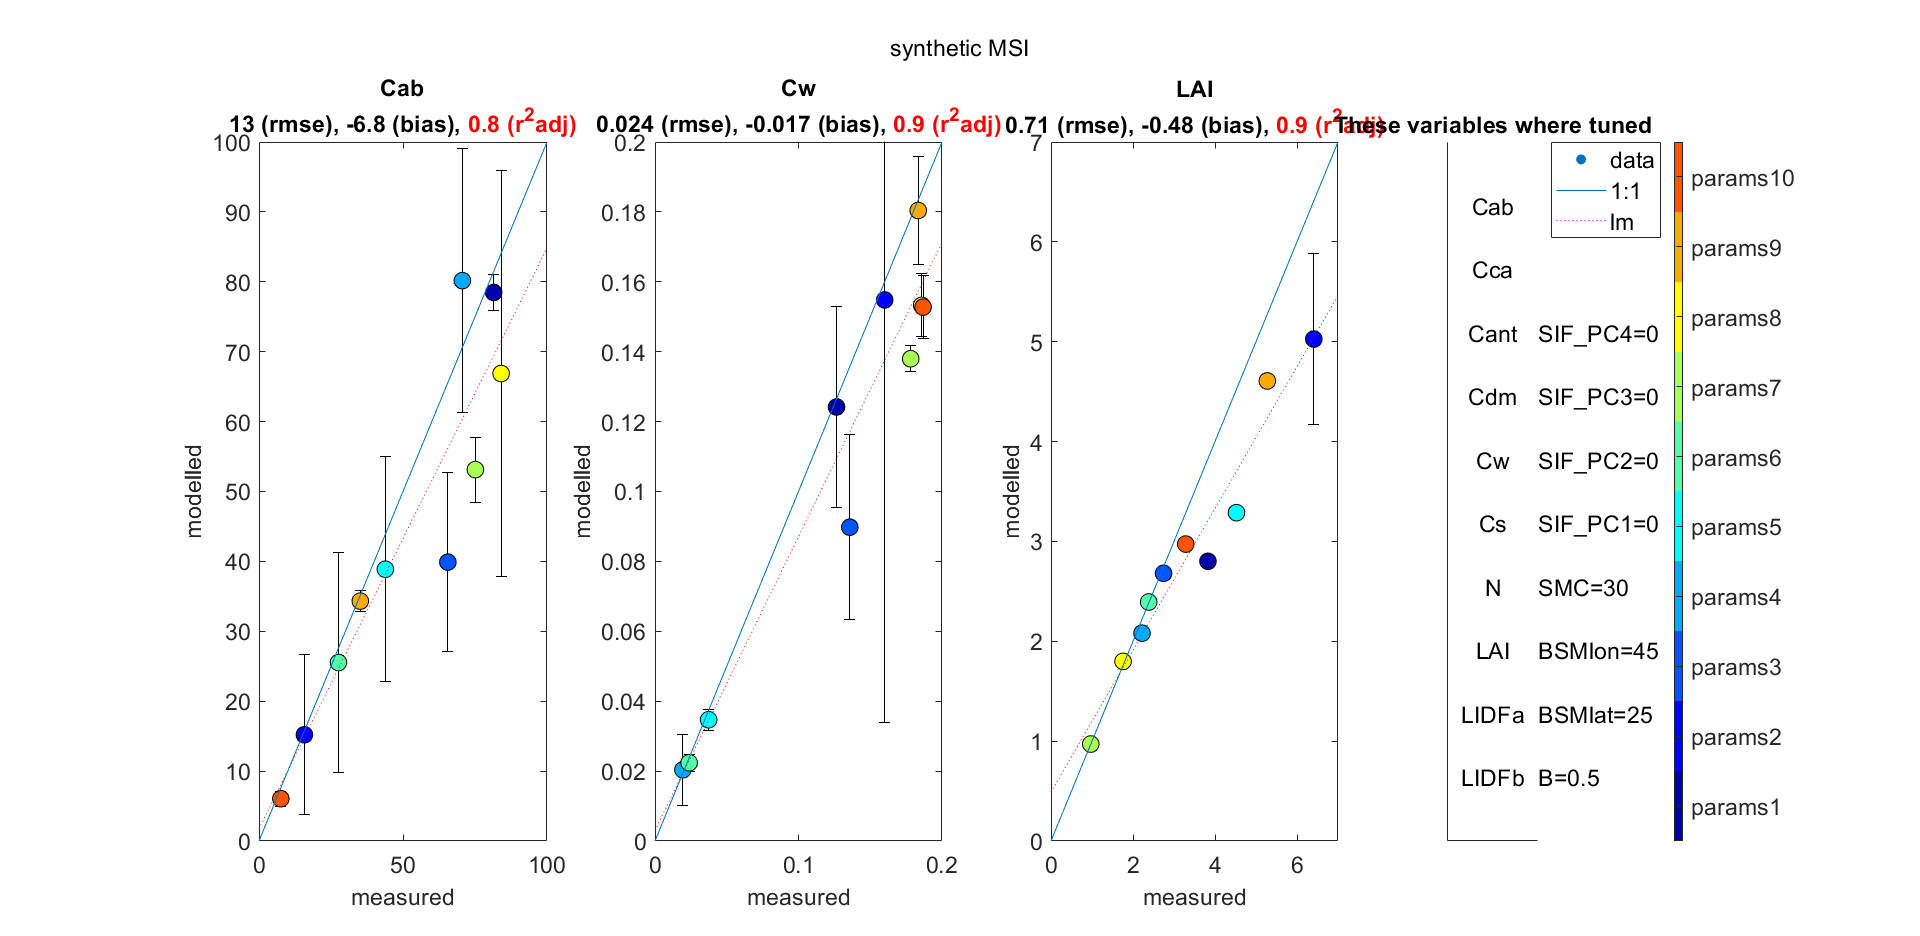 synthetic MSI
Cab
13 (rmse), -6.8 (bias), 0.8 (r²adj)
100
90
80
70
60
50
40
30
20
10
0
0 50 100
modelled
measured
Cw
0.024 (rmse), -0.017 (bias), 0.9 (r²adj)
0.2
0.18
0.16
0.14
0.12
0.1
0.08
0.06
0.04
0.02
0
0 0.1 0.2
modelled
measured
LAI
0.71 (rmse), -0.48 (bias), 0.9 (r²adj)
7
6
5
4
3
2
1
0
0 2 4 6
modelled
measured
These variables where tuned
data
1:1
lm
Cab
Cca
Cant SIF_PC4=0
Cdm SIF_PC3=0
Cw SIF_PC2=0
Cs SIF_PC1=0
N SMC=30
LAI BSMlon=45
LIDFa BSMlat=25
LIDFb B=0.5
params10
params9
params8
params7
params6
params5
params4
params3
params2
params1